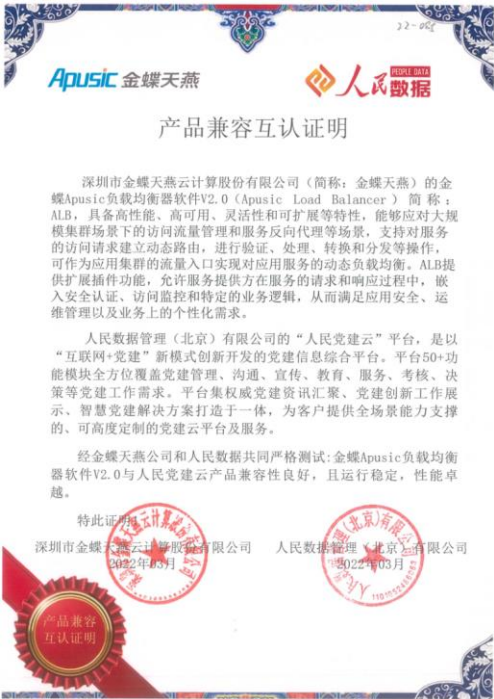 22-055
Apusic 金蝶天燕
人民数据
PEOPLE DATA
产品兼容互认证明
深圳市金蝶天燕云计算股份有限公司（简称：金蝶天燕）的金
蝶Apusic负载均衡器软件V2.0（Apusic Load Balancer）简称：
ALB，具备高性能、高可用、灵活性和可扩展等特性，能够应对大规
模集群场景下的访问流量管理和服务反向代理等场景，支持对服务
的访问请求建立动态路由，进行验证、处理、转换和分发等操作，
可作为应用集群的流量入口实现对应用服务的动态负载均衡。ALB提
供扩展插件功能，允许服务提供方在服务的请求和响应过程中，嵌
入安全认证、访问监控和特定的业务逻辑，从而满足应用安全、运
维管理以及业务上的个性化需求。
人民数据管理（北京）有限公司的“人民党建云”平台，是以
“互联网+党建”新模式创新开发的党建信息综合平台。平台50+功
能模块全方位覆盖党建管理、沟通、宣传、教育、服务、考核、决
策等党建工作需求。平台集权威党建资讯汇聚、党建创新工作展
示、智慧党建解决方案打造于一体，为客户提供全场景能力支撑
的、可高度定制的党建云平台及服务。
经金蝶天燕公司和人民数据共同严格测试:金蝶Apusic负载均衡
器软件V2.0与人民党建云产品兼容性良好，且运行稳定，性能卓
越。
特此证明！
深圳市金蝶天燕云计算股份有限公司
人民数据管理（北京）有限公司
2022年03月
2022年03月
产品兼容
互认证明